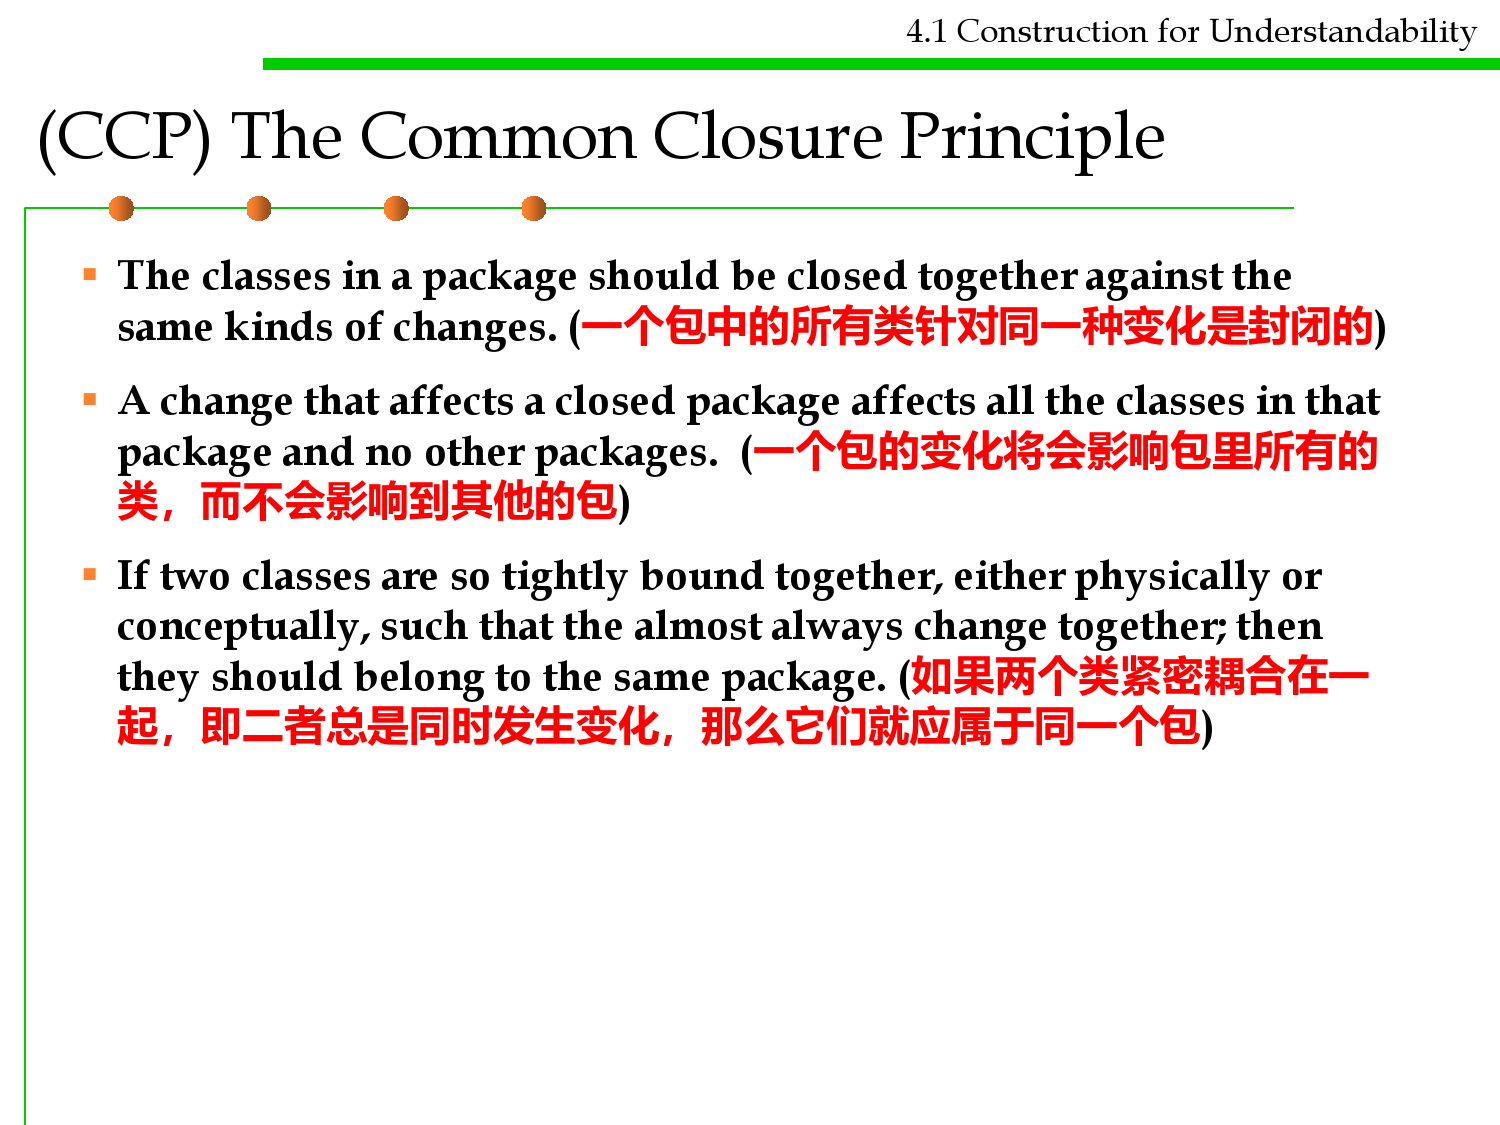 4.1 Construction for Understandability
(CCP) The Common Closure Principle
The classes in a package should be closed together against the
same kinds of changes. (一个包中的所有类针对同一种变化是封闭的)
A change that affects a closed package affects all the classes in that
package and no other packages. (一个包的变化将会影响包里所有的
类，而不会影响到其他的包)
If two classes are so tightly bound together, either physically or
conceptually, such that the almost always change together; then
they should belong to the same package. (如果两个类紧密耦合在一
起，即二者总是同时发生变化，那么它们就应属于同一个包)